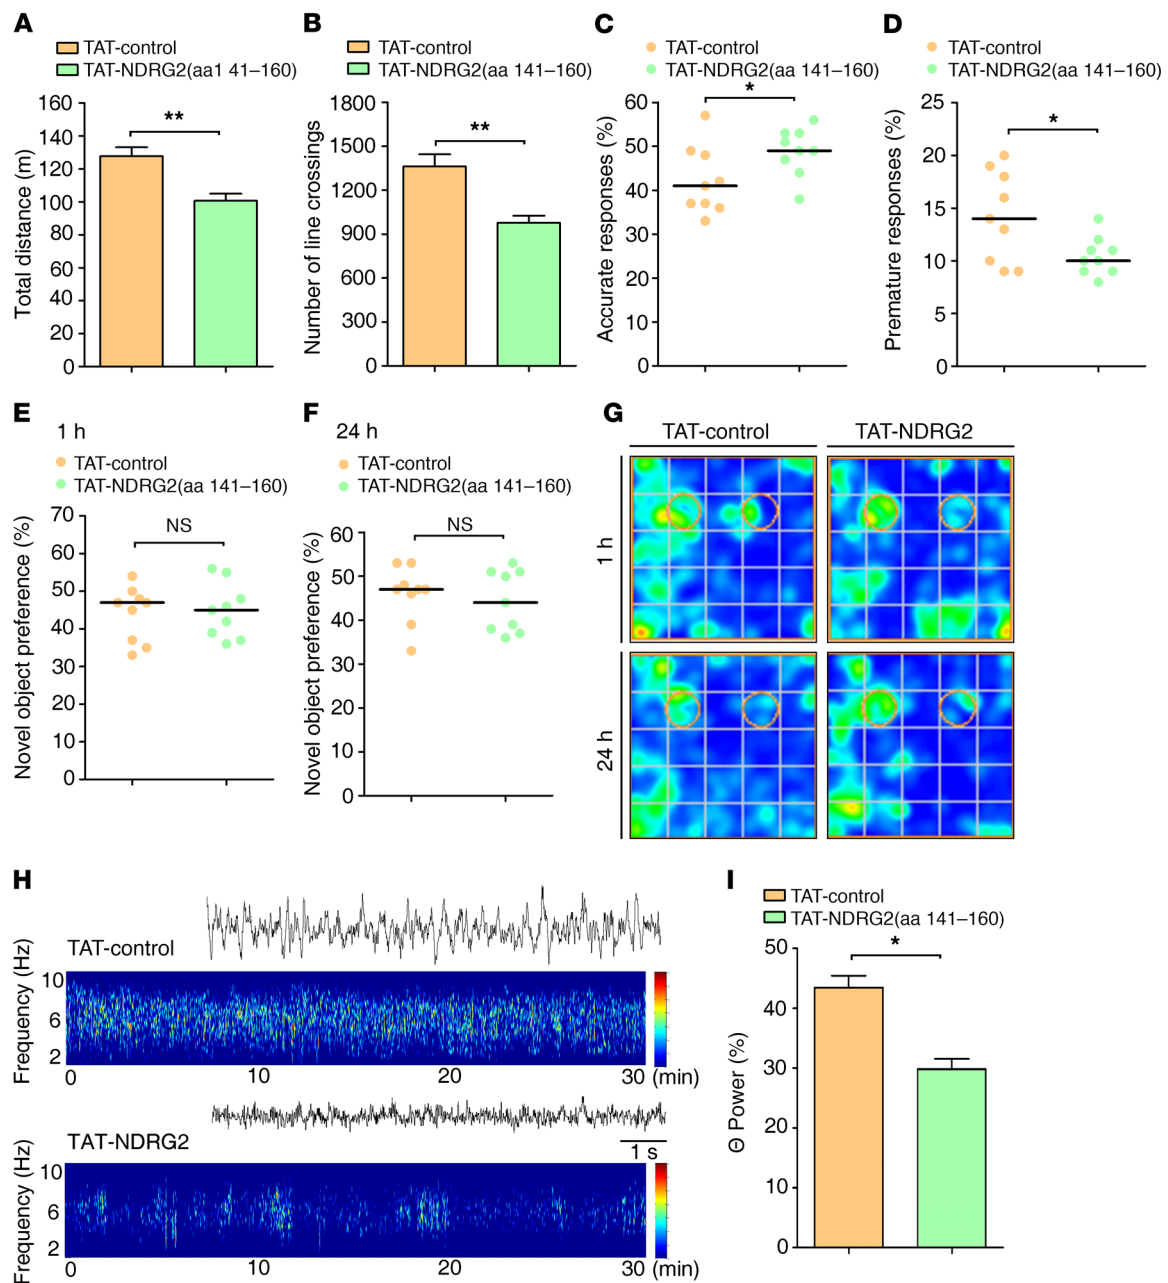 A
TAT-control
TAT-NDRG2(aa1 41–160)
Total distance (m)
180
140
120
100
80
60
40
20
0
**
B
TAT-control
TAT-NDRG2(aa 141–160)
Number of line crossings
1800
1500
1200
900
600
300
0
**
C
TAT-control
TAT-NDRG2(aa 141–160)
Accurate responses (%)
60
50
40
30
20
10
0
*
D
TAT-control
TAT-NDRG2(aa 141–160)
Premature responses (%)
25
20
15
10
5
0
*
E
1 h
TAT-control
TAT-NDRG2(aa 141–160)
Novel object preference (%)
70
60
50
40
30
20
10
0
NS
F
24 h
TAT-control
TAT-NDRG2(aa 141–160)
Novel object preference (%)
60
50
40
30
20
10
0
NS
G
TAT-control
TAT-NDRG2
1 h
24 h
H
TAT-control
Frequency (Hz)
10
6
2
0 10 20 30 (min)
TAT-NDRG2
1 s
Frequency (Hz)
10
6
2
0 10 20 30 (min)
I
TAT-control
TAT-NDRG2(aa 141–160)
Θ Power (%)
50
40
30
20
10
0
*